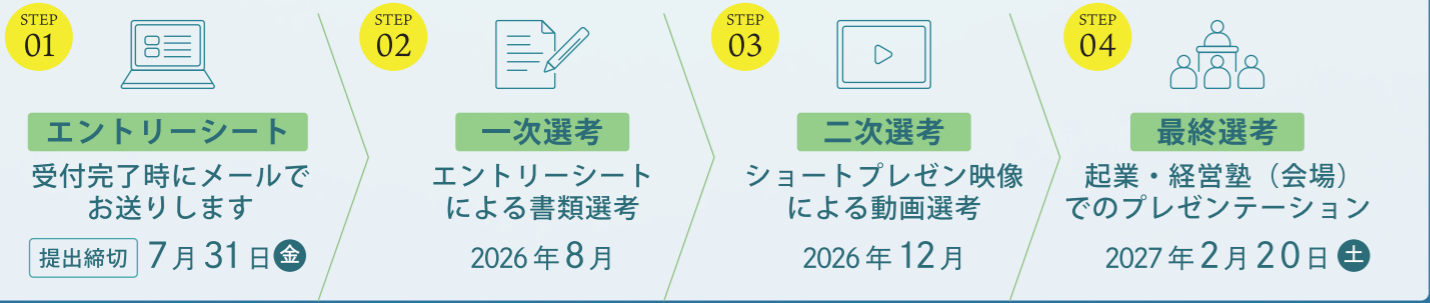 STEP
01
エントリーシート
受付完了時にメールで
お送りします
提出締切 7月31日金
STEP
02
一次選考
エントリーシート
による書類選考
2026年8月
STEP
03
二次選考
ショートプレゼン映像
による動画選考
2026年12月
STEP
04
最終選考
起業・経営塾（会場）
でのプレゼンテーション
2027年2月20日土